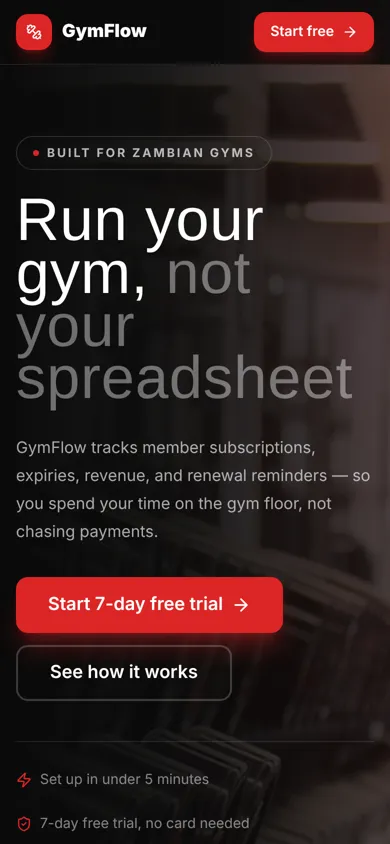 GymFlow
Start free →
BUILT FOR ZAMBIAN GYMS
Run your
gym, not
your
spreadsheet
GymFlow tracks member subscriptions,
expiries, revenue, and renewal reminders — so
you spend your time on the gym floor, not
chasing payments.
Start 7-day free trial →
See how it works
Set up in under 5 minutes
7-day free trial, no card needed